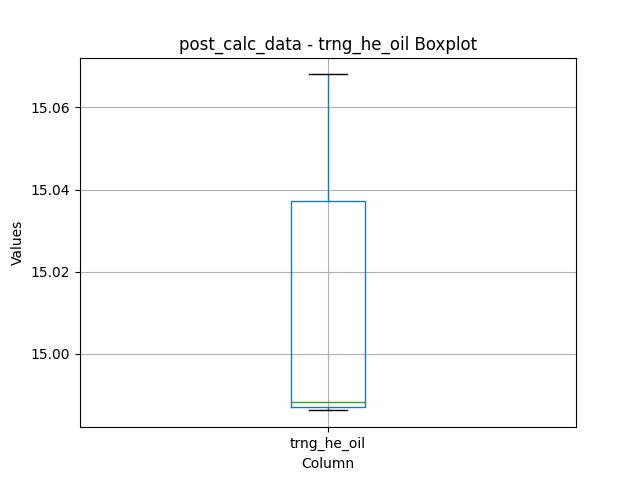 post_calc_data - trng_he_oil Boxplot
15.06
15.04
15.02
15.00
Values
trng_he_oil
Column